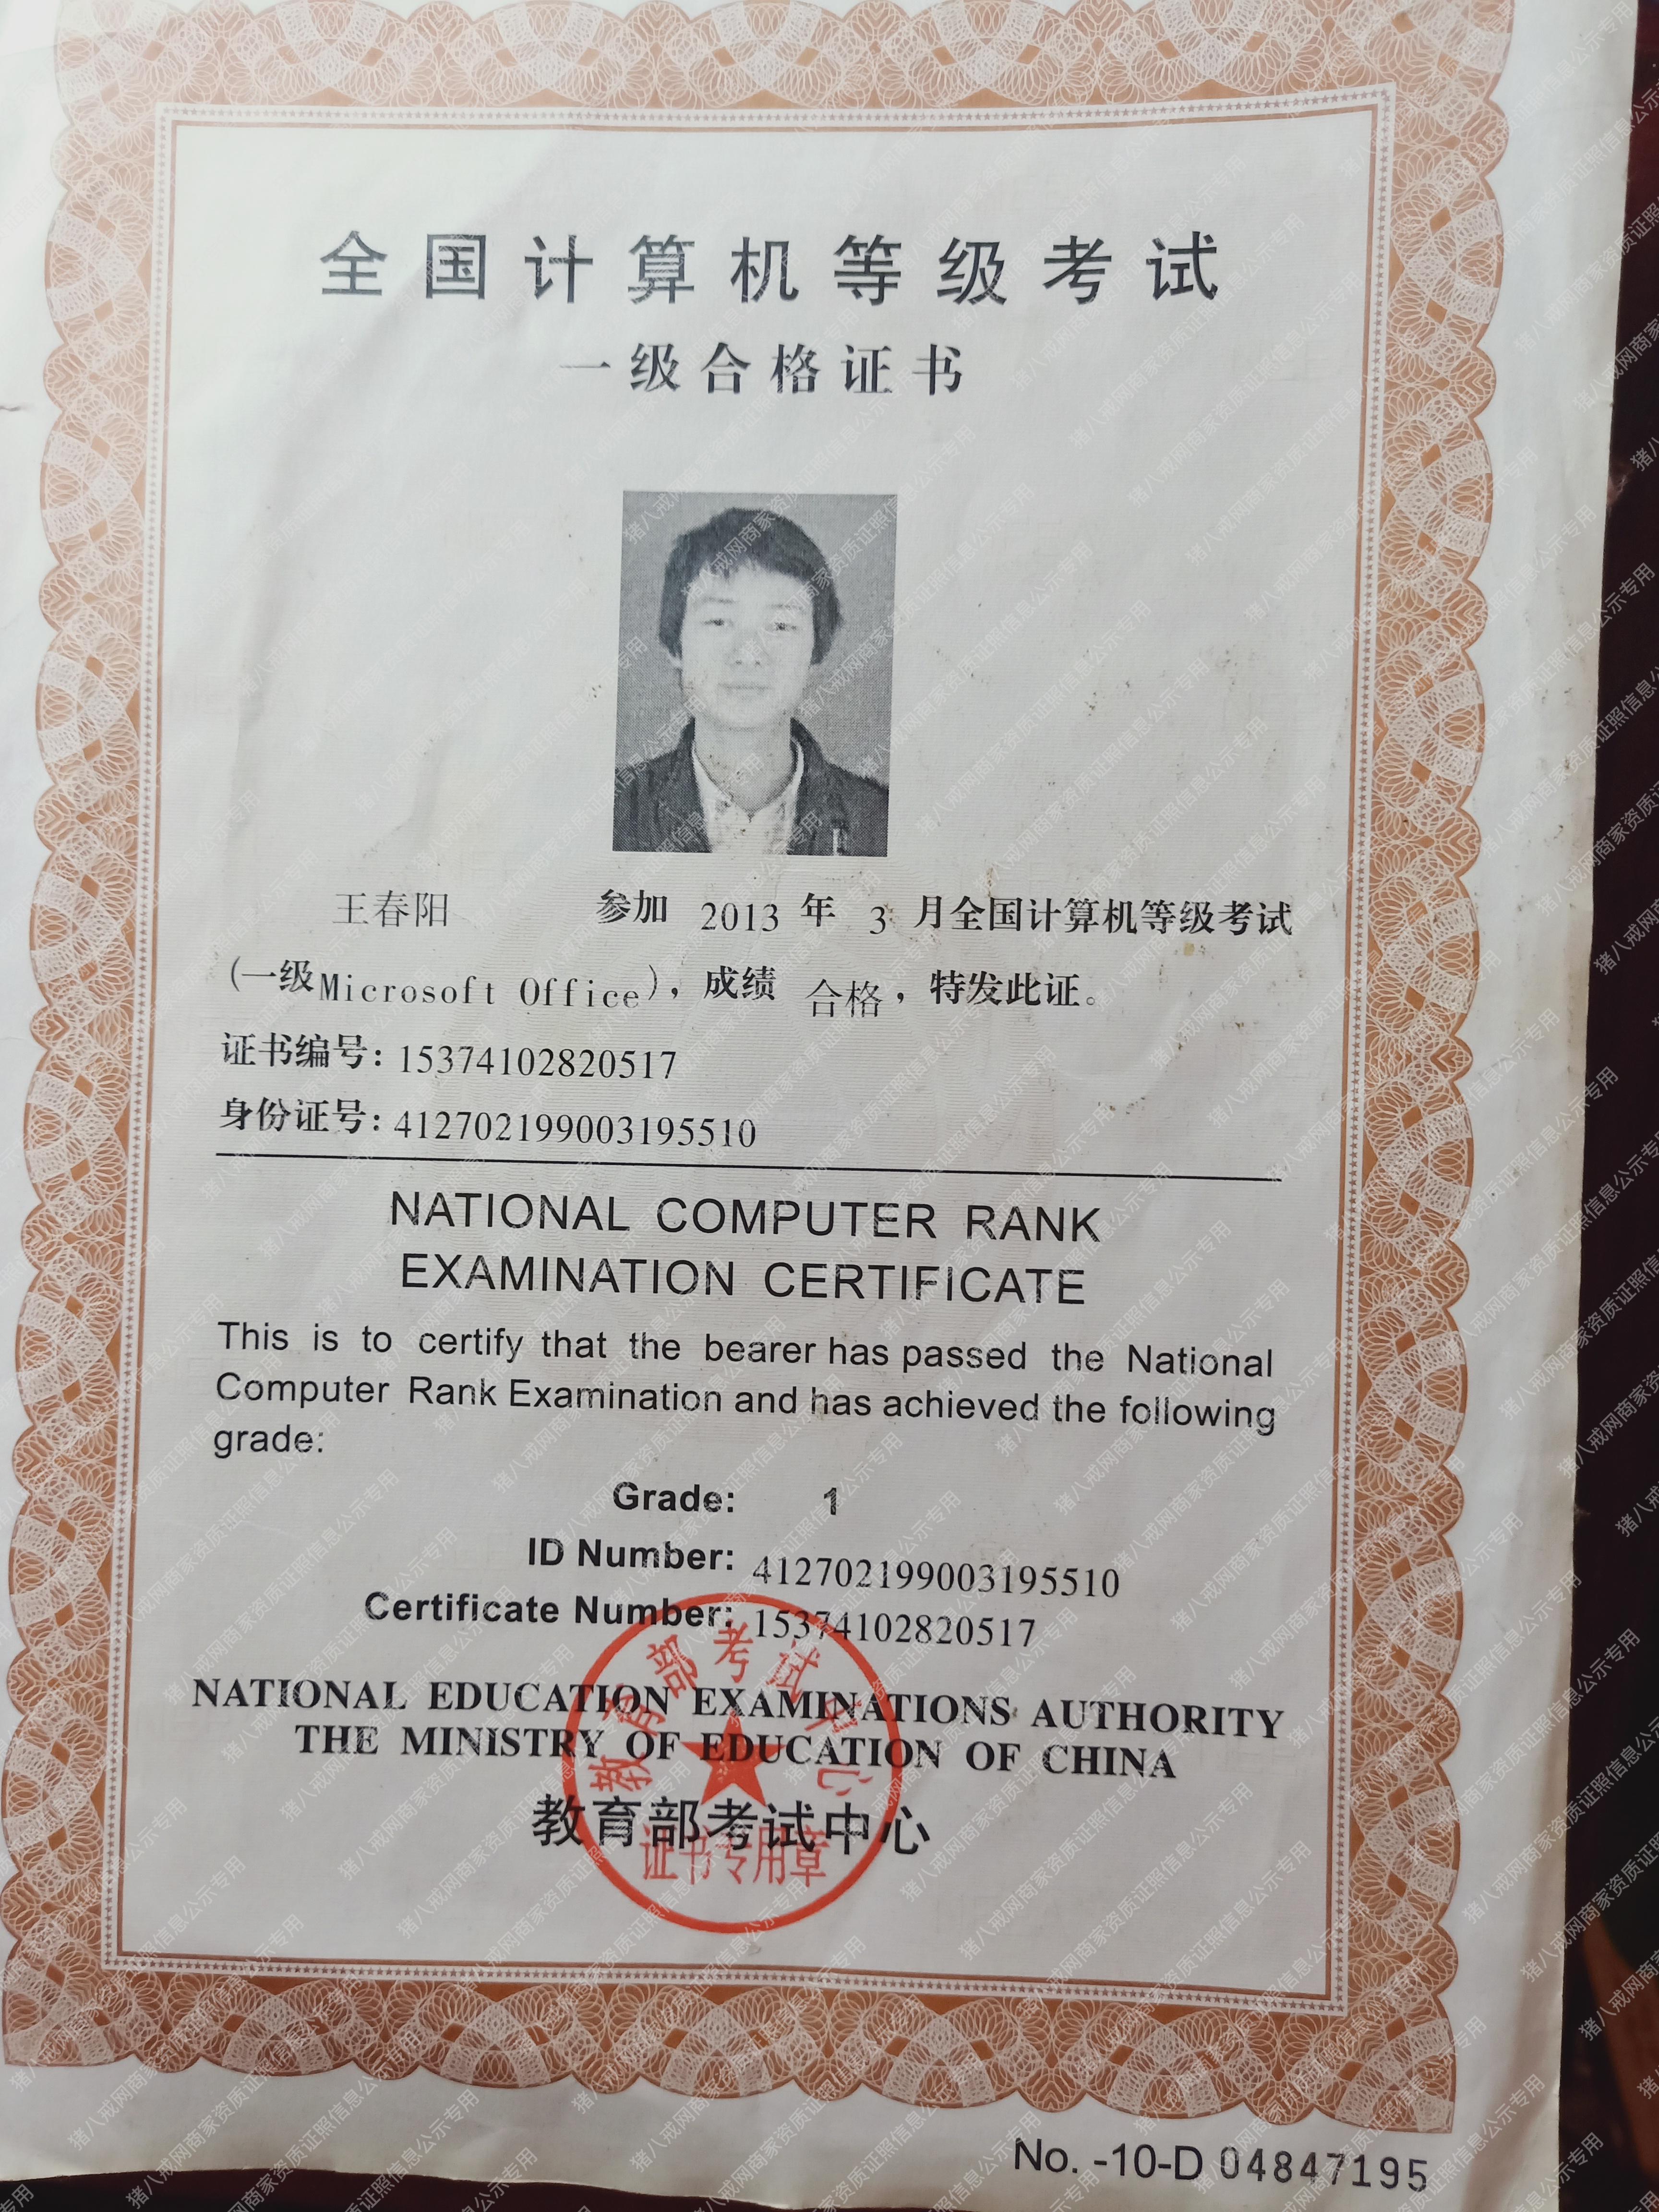 全国计算机等级考试
一级合格证书
王春阳 参加 2013 年 3 月全国计算机等级考试
(一级Microsoft Office)，成绩 合格，特发此证。
证书编号：15374102820517
身份证号：412702199003195510
NATIONAL COMPUTER RANK
EXAMINATION CERTIFICATE
This is to certify that the bearer has passed the National
Computer Rank Examination and has achieved the following
grade:
Grade: 1
ID Number: 412702199003195510
Certificate Number: 15374102820517
NATIONAL EDUCATION EXAMINATIONS AUTHORITY
THE MINISTRY OF EDUCATION OF CHINA
教育部考试中心
教育部考试中心
证书专用章
No. -10-D 04847195
猪八戒网商家资质证照信息公示专用